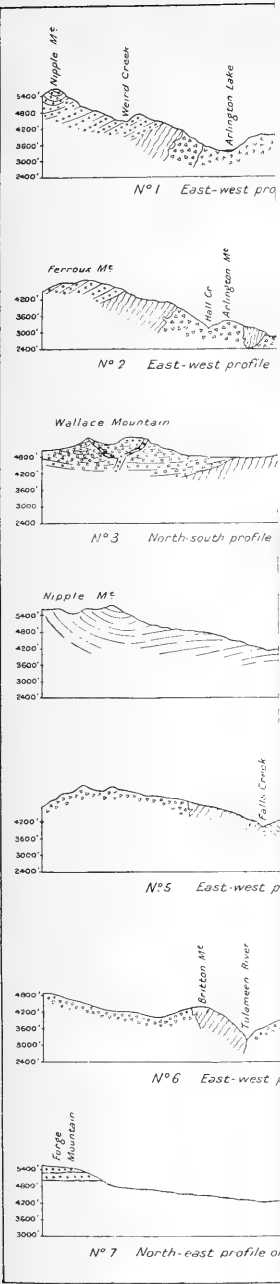 Nipple Mt
Weird Creek
Arlington Lake
5400'
4800
4200
3600'
3000'
2400'
Nº 1 East-west pro
Ferroux Mt
Hall Cr
Arlington Mt
4200'
3600'
3000'
2400
Nº 2 East-west profile
Wallace Mountain
4800'
4200'
3600'
3000
2400'
Nº 3 North-south profile
Nipple Mt
5400'
4800'
4200'
3600'
3000'
2400'
Falls Creek
4200'
3600'
3000'
2400'
Nº 5 East-west p
Britton Mt
Tulameen River
4800'
4200'
3600'
3000'
2400'
Nº 6 East-west p
Forge
Mountain
5400'
4800'
4200'
3600'
3000'
Nº 7 North-east profile o